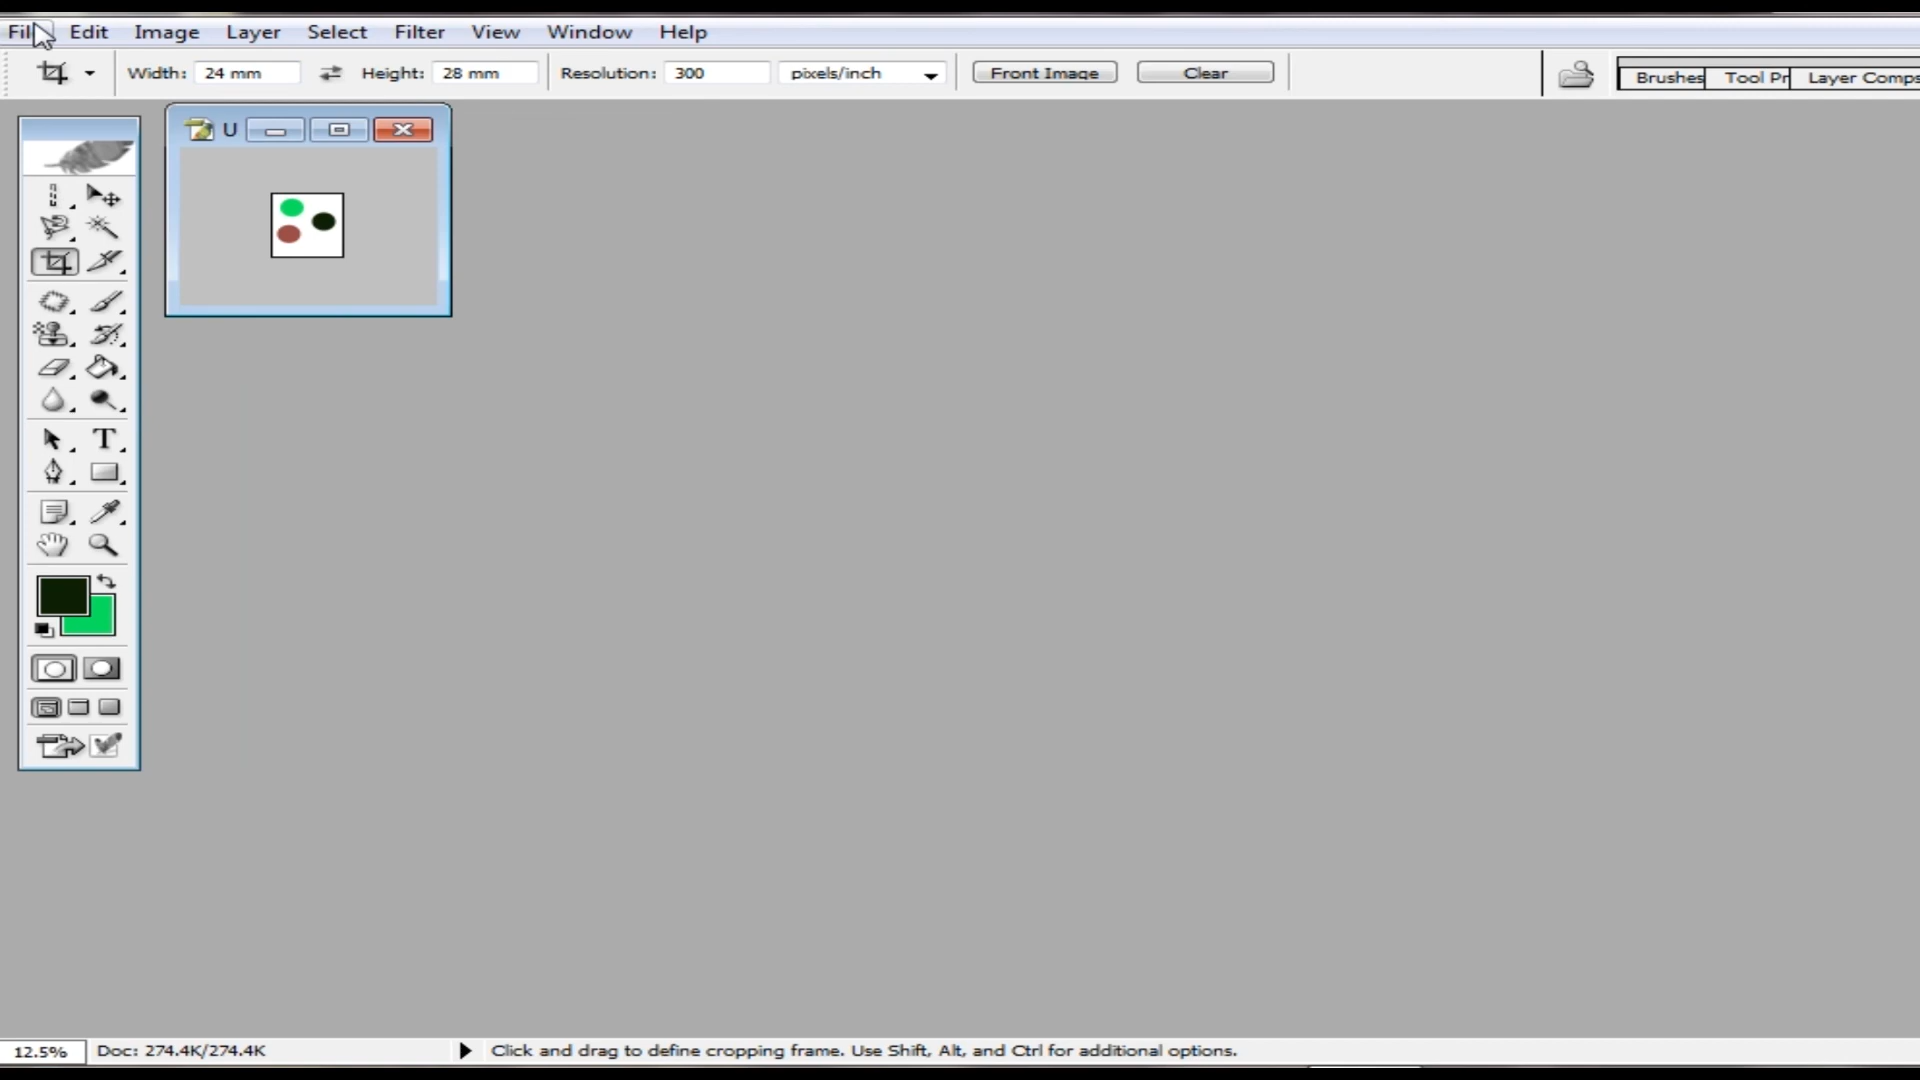 File Edit Image Layer Select Filter View Window Help
Width: 24 mm Height: 28 mm Resolution: 300 pixels/inch Front Image Clear Brushes Tool Pr Layer Comps
U
T
12.5% Doc: 274.4K/274.4K Click and drag to define cropping frame. Use Shift, Alt, and Ctrl for additional options.